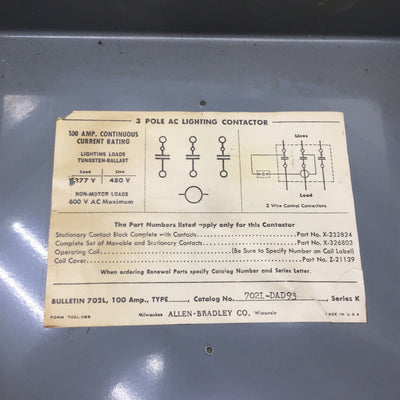 3 POLE AC LIGHTING CONTACTOR
100 AMP. CONTINUOUS
CURRENT RATING
LIGHTING LOADS
TUNGSTEN-BALLAST
Load Line
277 V 480 V
NON-MOTOR LOADS
600 V AC Maximum
Lines
Load
2 Wire Control Connections
The Part Numbers listed apply only for this Contactor
Stationary Contact Block Complete with Contacts Part No. X-232824
Complete Set of Movable and Stationary Contacts Part No. X-326803
Operating Coil (Be Sure to Specify Number on Coil Label)
Coil Cover Part No. Z-21139
When ordering Renewal Parts specify Catalog Number and Series Letter.
BULLETIN 702L, 100 Amp., TYPE , Catalog No. 702L-DAD93 , Series K
FORM 702L-088 Milwaukee ALLEN-BRADLEY CO. Wisconsin MADE IN U.S.A